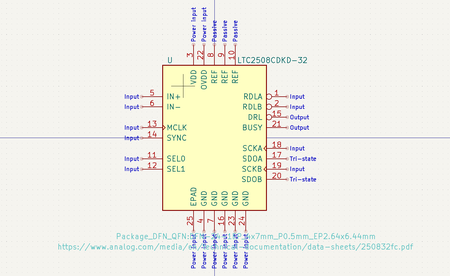 Power Input
Power Input
Passive
Passive
Passive
3
22
8
9
10
U
LTC2508CDKD-32
VDD
OVDD
REF
REF
REF
Input 5 IN+
Input 6 IN-
Input 13 MCLK
Input 14 SYNC
Input 11 SEL0
Input 12 SEL1
RDLA 1 Input
RDLB 2 Input
DRL 15 Output
BUSY 21 Output
SCKA 18 Input
SDOA 17 Tri-state
SCKB 19 Input
SDOB 20 Tri-state
EPAD
GND
GND
GND
GND
GND
25
4
7
16
23
24
Package_DFN_QFN:
7mm_P0.5mm_EP2.64x6.44mm
https://www.analog.com/media/
documentation/data-sheets/250832fc.pdf
Power Input
Power Input
Power Input
Power Input
Power Input
Power Input